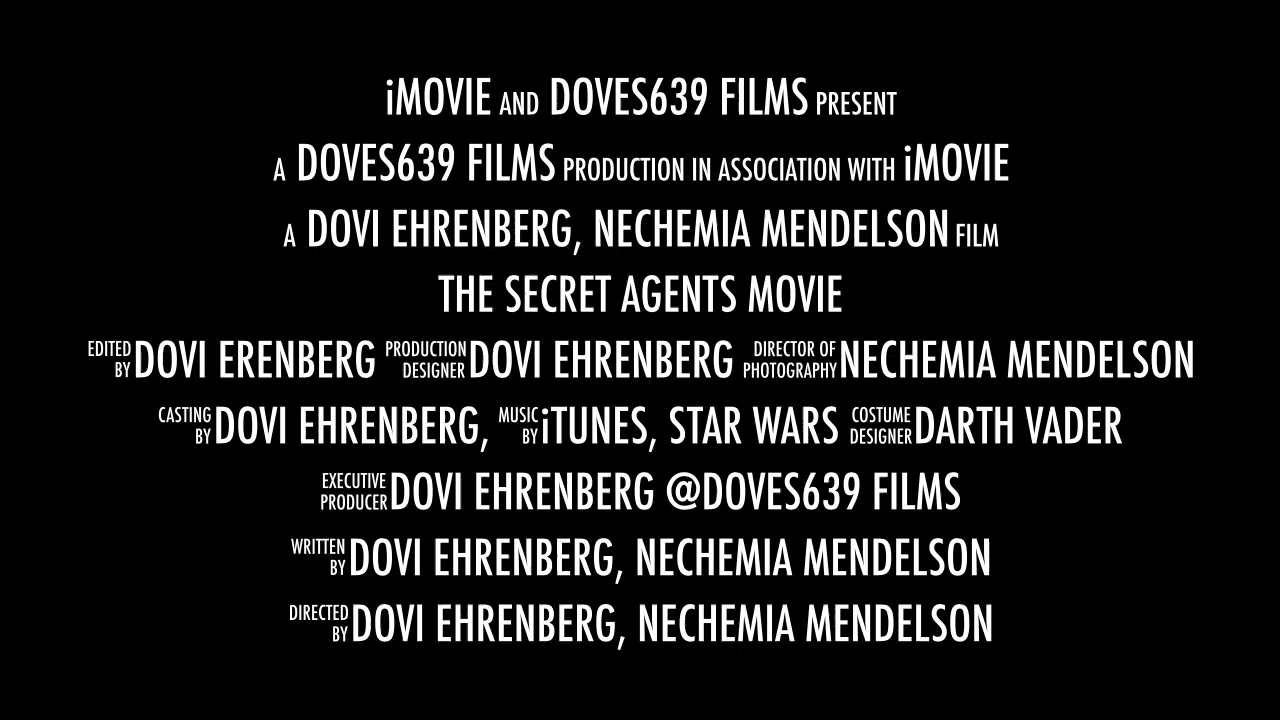 iMOVIE AND DOVES639 FILMS PRESENT
A DOVES639 FILMS PRODUCTION IN ASSOCIATION WITH iMOVIE
A DOVI EHRENBERG, NECHEMIA MENDELSON FILM
THE SECRET AGENTS MOVIE
EDITED BY DOVI ERENBERG PRODUCTION DESIGNER DOVI EHRENBERG DIRECTOR OF PHOTOGRAPHY NECHEMIA MENDELSON
CASTING BY DOVI EHRENBERG, MUSIC BY iTUNES, STAR WARS COSTUME DESIGNER DARTH VADER
EXECUTIVE PRODUCER DOVI EHRENBERG @DOVES639 FILMS
WRITTEN BY DOVI EHRENBERG, NECHEMIA MENDELSON
DIRECTED BY DOVI EHRENBERG, NECHEMIA MENDELSON